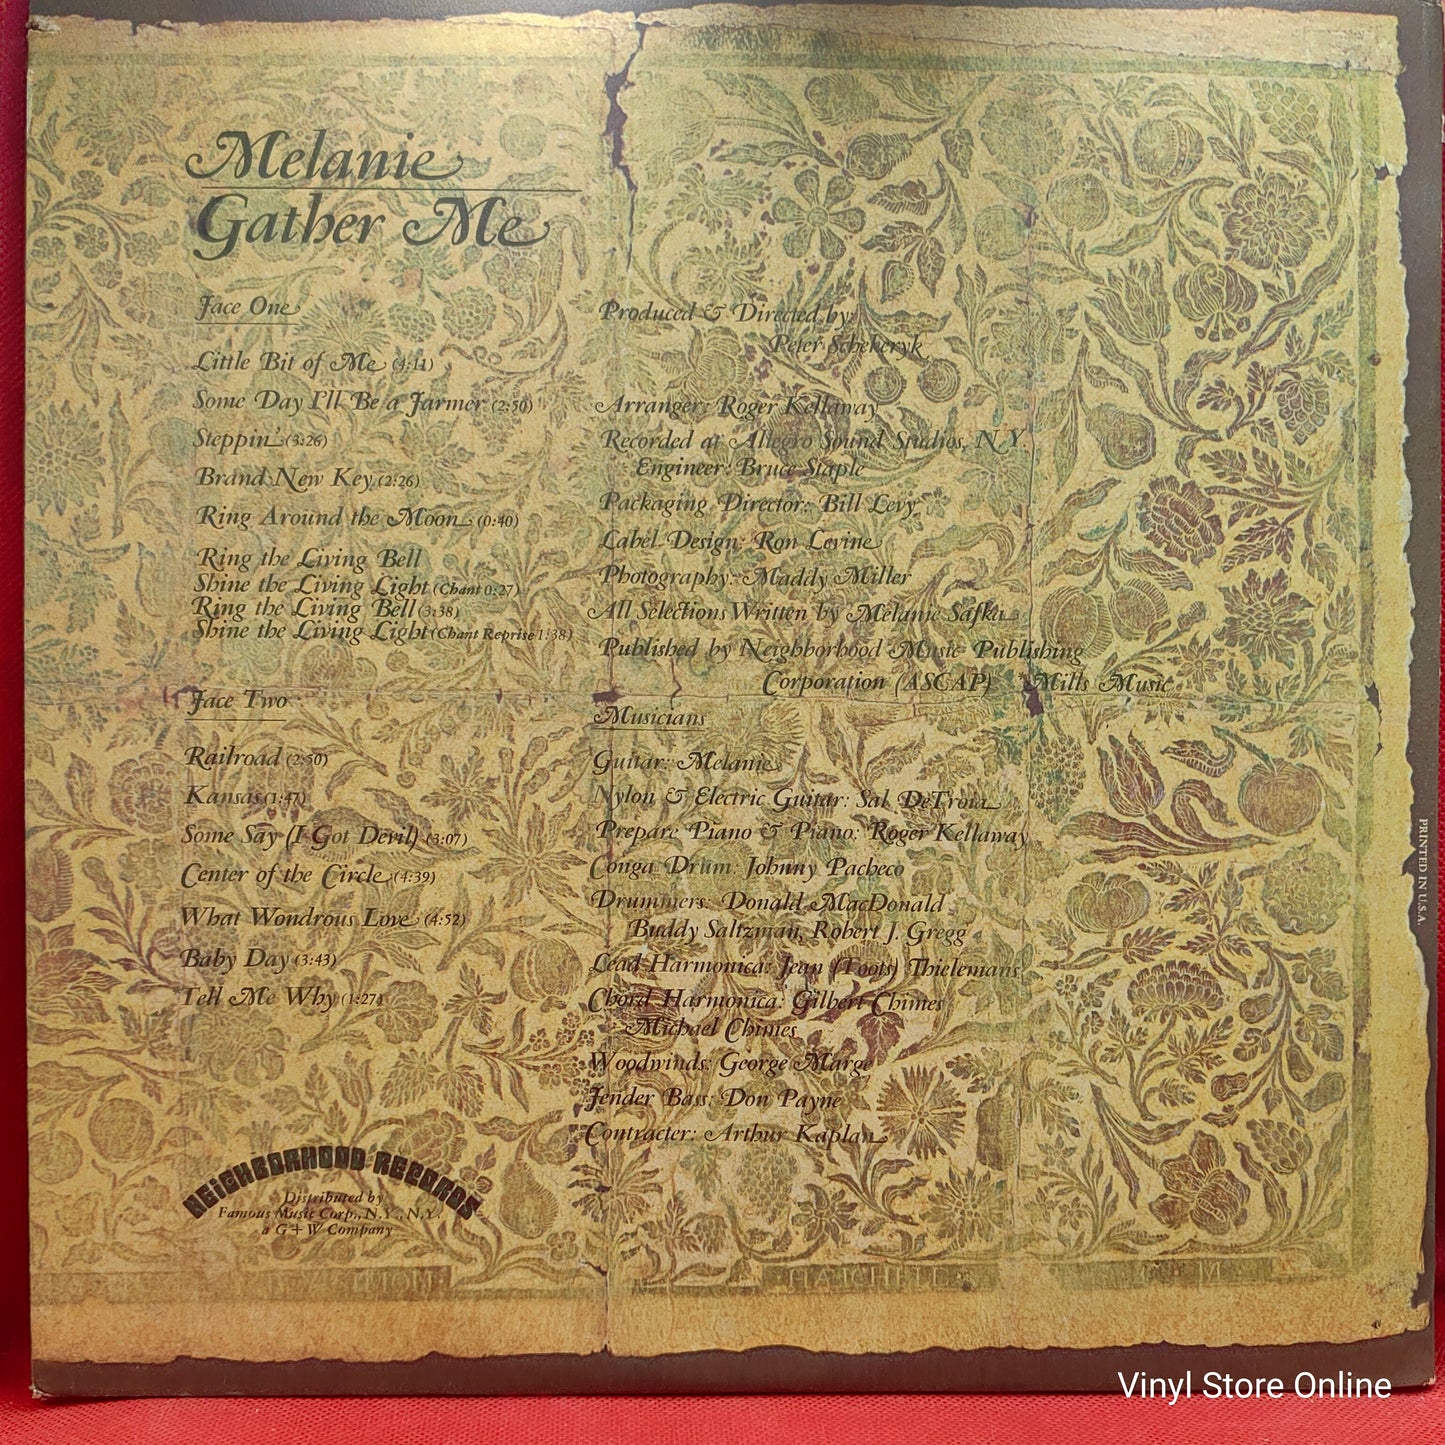 Melanie
Gather Me
Face One
Little Bit of Me (4:11)
Some Day I'll Be a Farmer (2:50)
Steppin' (3:26)
Brand New Key (2:26)
Ring Around the Moon (0:40)
Ring the Living Bell
Shine the Living Light (Chant 0:27)
Ring the Living Bell (3:38)
Shine the Living Light (Chant Reprise 1:38)
Face Two
Railroad (2:50)
Kansas (1:47)
Some Say (I Got Devil) (3:07)
Center of the Circle (4:39)
What Wondrous Love (4:52)
Baby Day (3:43)
Tell Me Why (1:27)
NEIGHBORHOOD RECORDS
Distributed by
Famous Music Corp., N.Y., N.Y.
a G+W Company
Produced & Directed by:
Peter Schekeryk
Arranger: Roger Kellaway
Recorded at Allegro Sound Studios, N.Y.
Engineer: Bruce Staple
Packaging Director: Bill Levy
Label Design: Ron Levine
Photography: Maddy Miller
All Selections Written by Melanie Safka
Published by Neighborhood Music Publishing
Corporation (ASCAP) Mills Music
Musicians
Guitar: Melanie
Nylon & Electric Guitar: Sal DeTroia
Prepare Piano & Piano: Roger Kellaway
Conga Drum: Johnny Pacheco
Drummers: Donald MacDonald
Buddy Saltzman, Robert J. Gregg
Lead Harmonica: Jean (Toots) Thielemans
Chord Harmonica: Gilbert Chimes
Michael Chimes
Woodwinds: George Marge
Fender Bass: Don Payne
Contracter: Arthur Kaplan
PRINTED IN U.S.A.
Vinyl Store Online